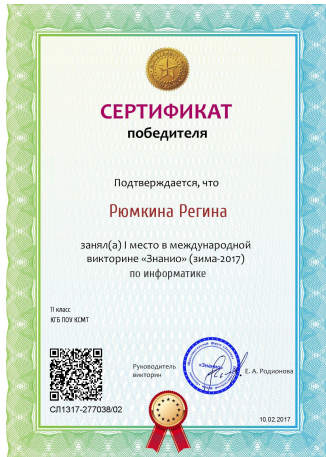 СЕРТИФИКАТ
победителя
Подтверждается, что
Рюмкина Регина
занял(а) I место в международной
викторине «Знанио» (зима-2017)
по информатике
11 класс
КГБ ПОУ КСМТ
Руководитель
викторин
«Знанио»
Е. А. Родионова
СЛ1317-277038/02
10.02.2017